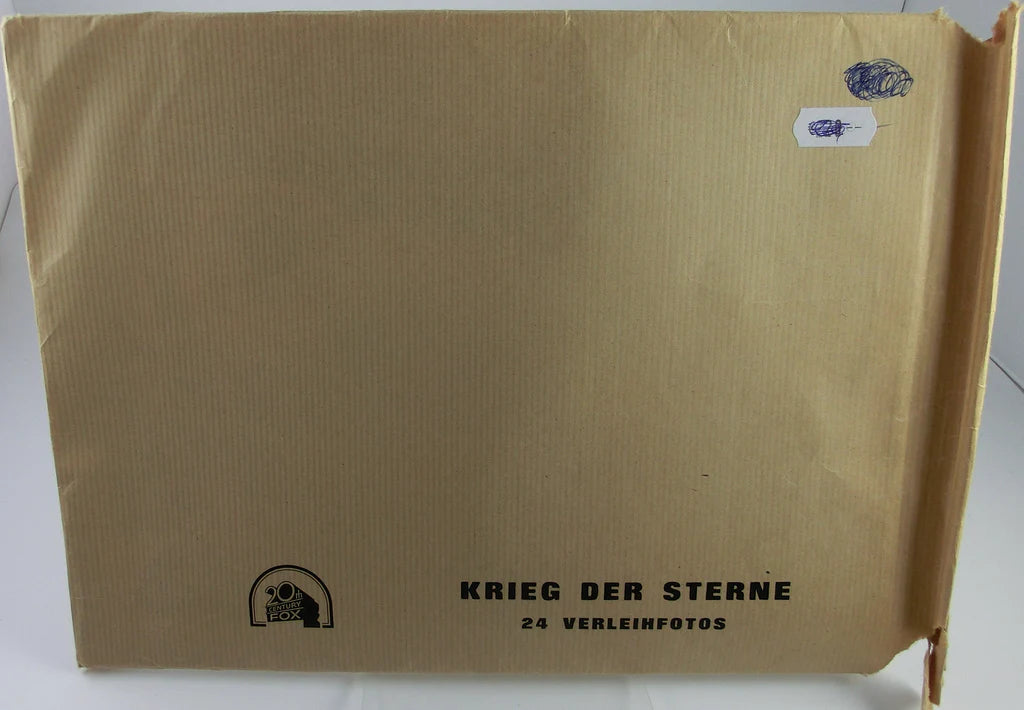 KRIEG DER STERNE
24 VERLEIHFOTOS
20th
CENTURY
FOX